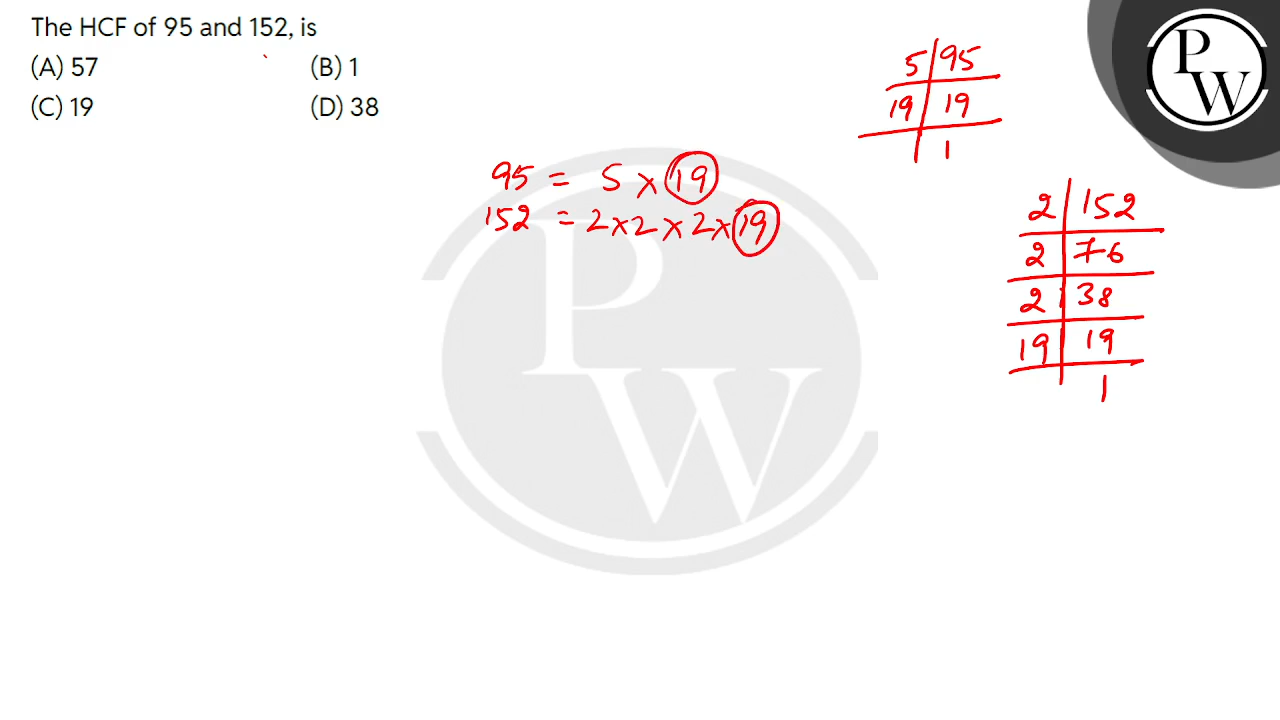 The HCF of 95 and 152, is
(A) 57 (B) 1
(C) 19 (D) 38
95 = 5 × 19
152 = 2×2×2×19
5 | 95
19 | 19
1
2 | 152
2 | 76
2 | 38
19 | 19
1
P
W
P
W